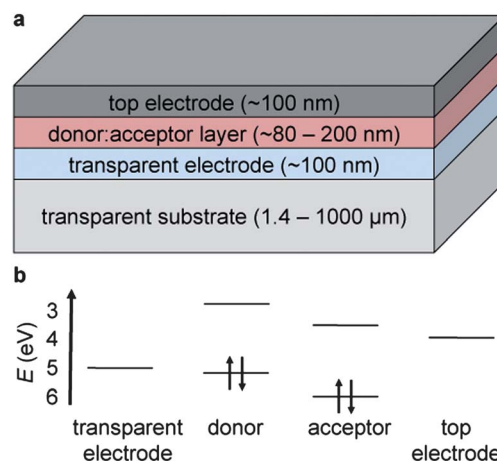 a
top electrode (~100 nm)
donor:acceptor layer (~80 – 200 nm)
transparent electrode (~100 nm)
transparent substrate (1.4 – 1000 µm)
b
E (eV)
3
4
5
6
transparent electrode
donor
acceptor
top electrode